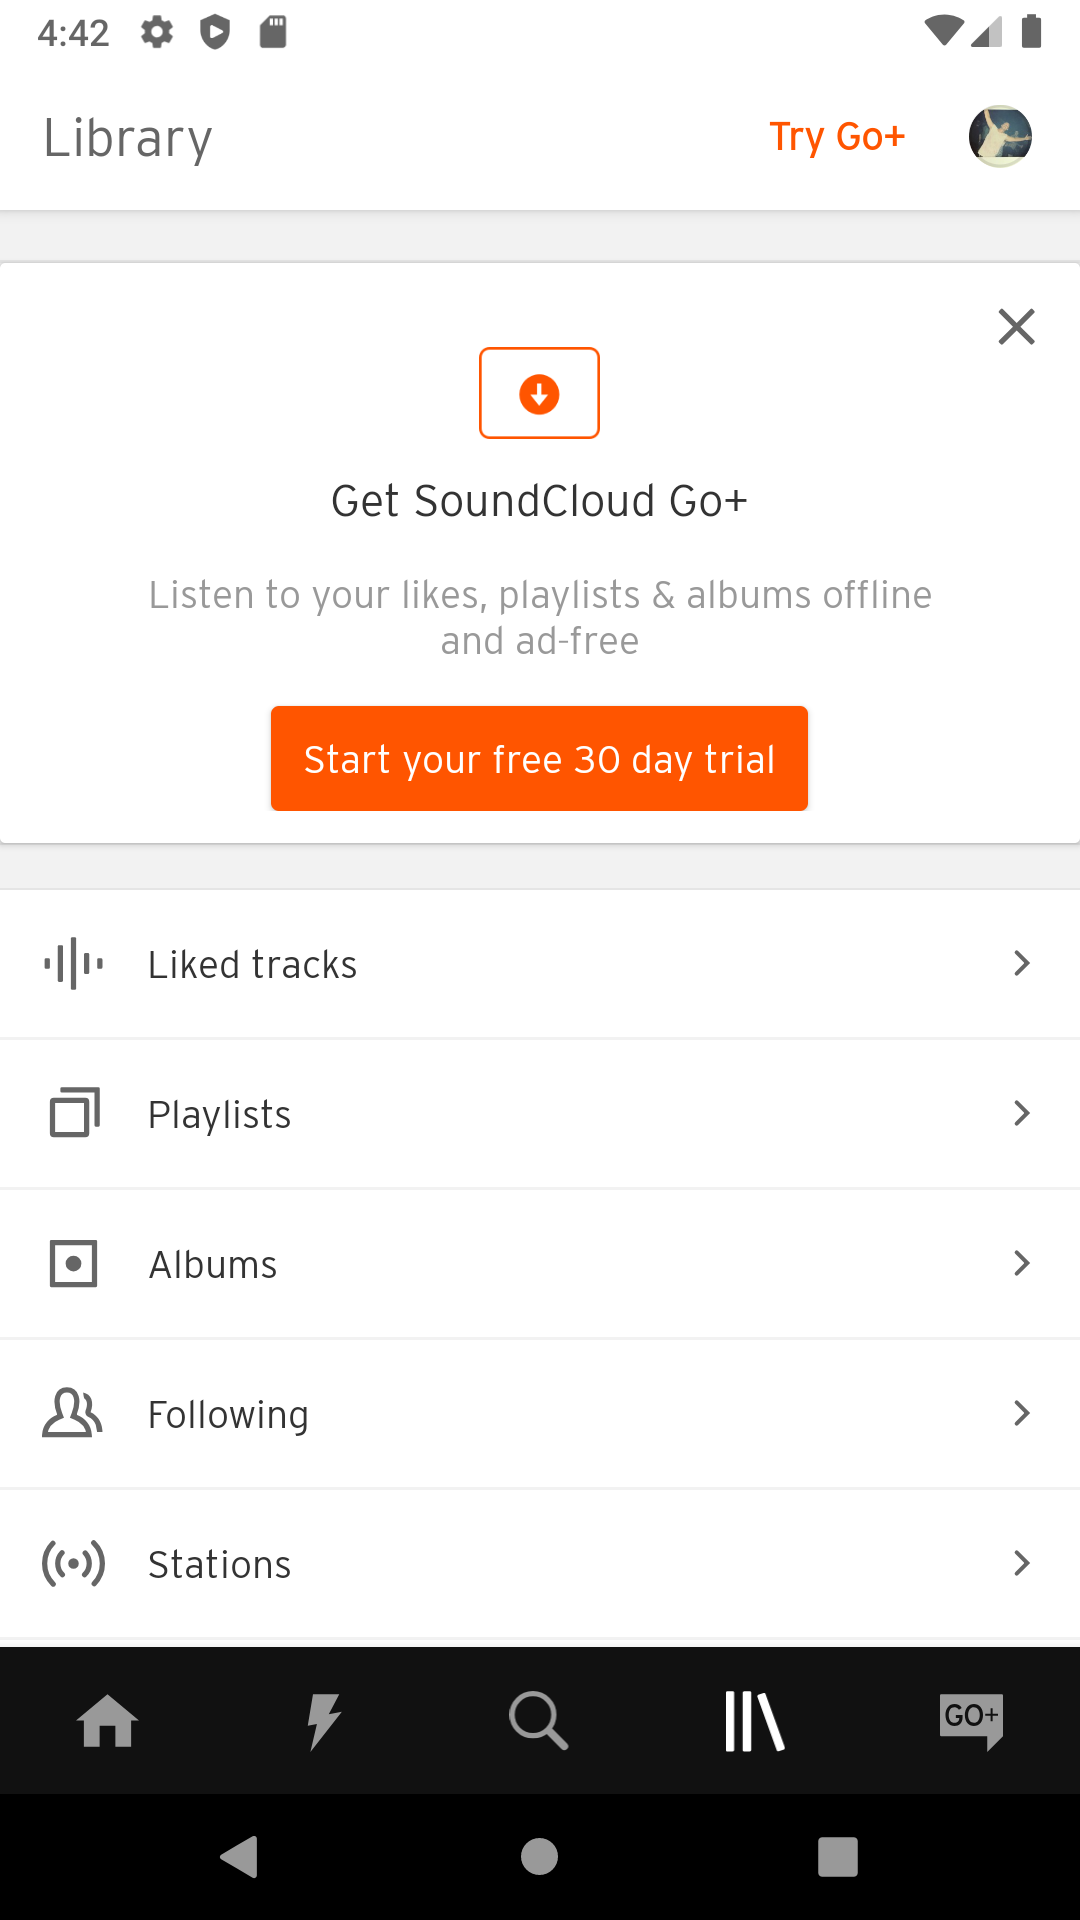 4:42
Library
Try Go+
Get SoundCloud Go+
Listen to your likes, playlists & albums offline
and ad-free
Start your free 30 day trial
Liked tracks
Playlists
Albums
Following
Stations
GO+